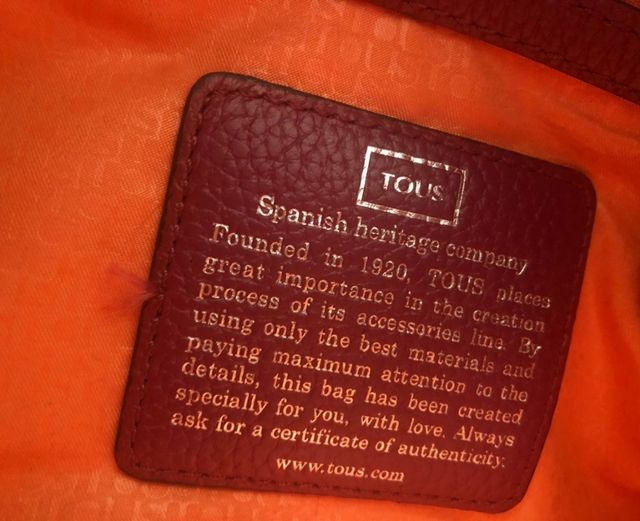 TOUS
Spanish heritage company
Founded in 1920, TOUS places
great importance in the creation
process of its accessories line. By
using only the best materials and
paying maximum attention to the
details, this bag has been created
specially for you, with love. Always
ask for a certificate of authenticity.
www.tous.com